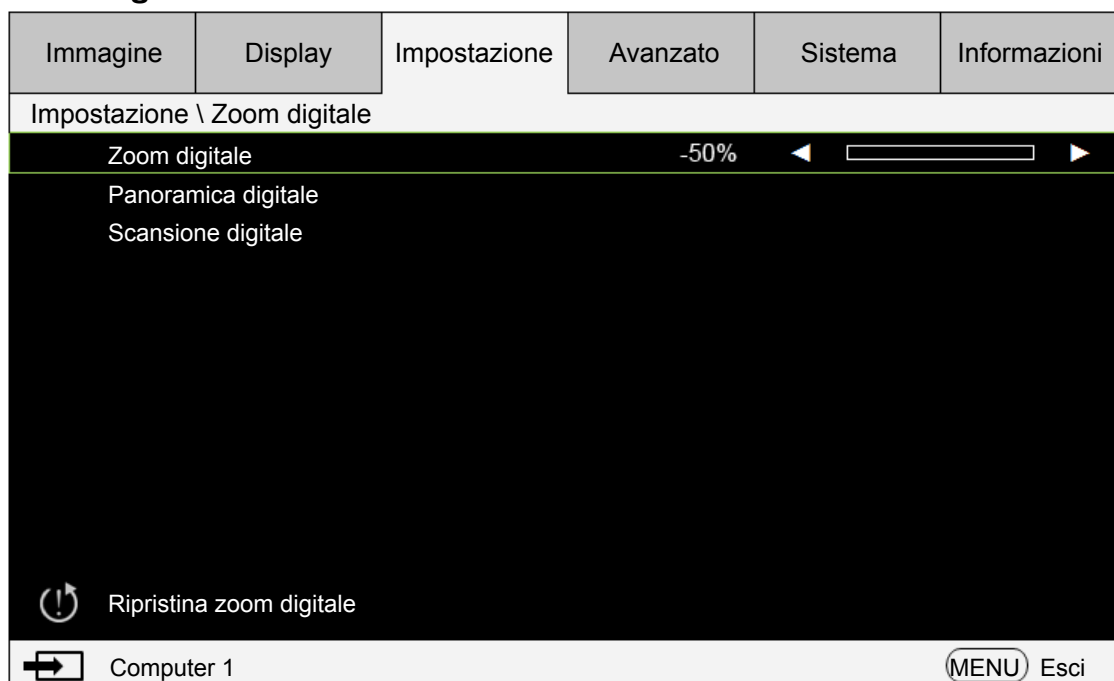 Immagine Display Impostazione Avanzato Sistema Informazioni
Impostazione \ Zoom digitale
Zoom digitale -50%
Panoramica digitale
Scansione digitale
Ripristina zoom digitale
Computer 1 MENU Esci